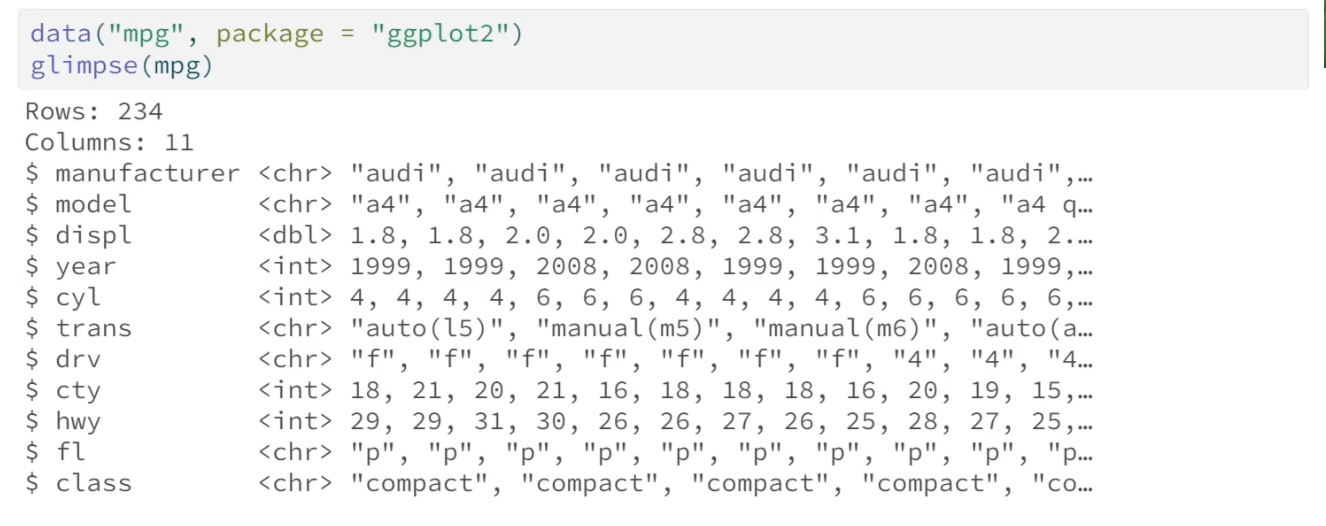 data("mpg", package = "ggplot2")
glimpse(mpg)
Rows: 234
Columns: 11
$ manufacturer <chr> "audi", "audi", "audi", "audi", "audi", "audi",…
$ model        <chr> "a4", "a4", "a4", "a4", "a4", "a4", "a4", "a4 q…
$ displ        <dbl> 1.8, 1.8, 2.0, 2.0, 2.8, 2.8, 3.1, 1.8, 1.8, 2.…
$ year         <int> 1999, 1999, 2008, 2008, 1999, 1999, 2008, 1999,…
$ cyl          <int> 4, 4, 4, 4, 6, 6, 6, 4, 4, 4, 4, 6, 6, 6, 6, 6,…
$ trans        <chr> "auto(l5)", "manual(m5)", "manual(m6)", "auto(a…
$ drv          <chr> "f", "f", "f", "f", "f", "f", "f", "4", "4", "4…
$ cty          <int> 18, 21, 20, 21, 16, 18, 18, 18, 16, 20, 19, 15,…
$ hwy          <int> 29, 29, 31, 30, 26, 26, 27, 26, 25, 28, 27, 25,…
$ fl           <chr> "p", "p", "p", "p", "p", "p", "p", "p", "p", "p…
$ class        <chr> "compact", "compact", "compact", "compact", "co…